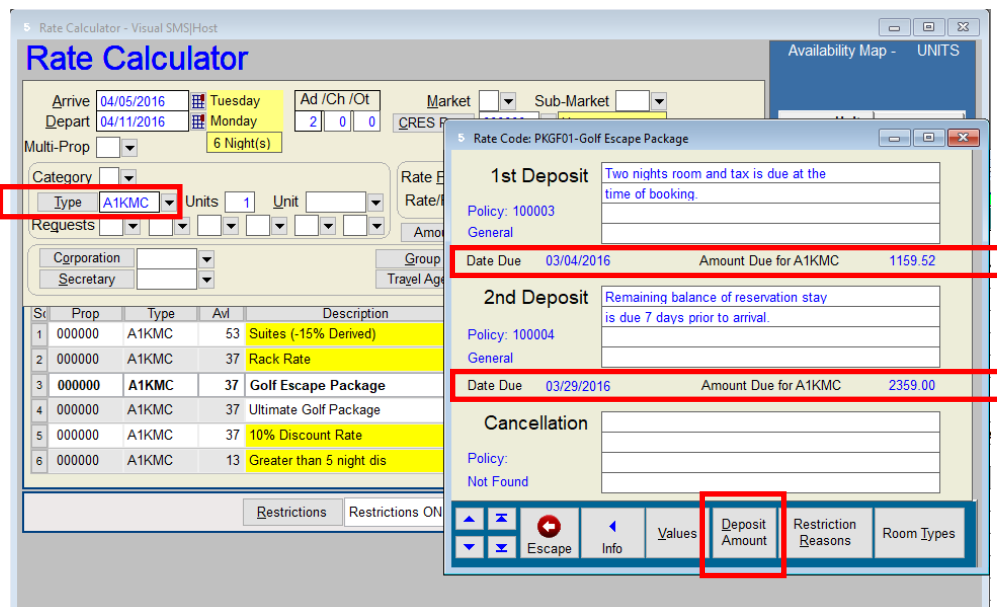 5 Rate Calculator - Visual SMS|Host
Rate Calculator
Availability Map - UNITS
Arrive 04/05/2016 Tuesday Ad /Ch /Ot Market Sub-Market
Depart 04/11/2016 Monday 2 0 0 CRES
Multi-Prop 6 Night(s)
Category Rate
Type A1KMC Units 1 Unit
Requests
Corporation Group
Secretary Travel
Prop Type Avl Description
1 000000 A1KMC 53 Suites (-15% Derived)
2 000000 A1KMC 37 Rack Rate
3 000000 A1KMC 37 Golf Escape Package
4 000000 A1KMC 37 Ultimate Golf Package
5 000000 A1KMC 37 10% Discount Rate
6 000000 A1KMC 13 Greater than 5 night dis
Restrictions Restrictions ON
5 Rate Code: PKGF01-Golf Escape Package
1st Deposit Two nights room and tax is due at the
time of booking.
Policy: 100003
General
Date Due 03/04/2016 Amount Due for A1KMC 1159.52
2nd Deposit Remaining balance of reservation stay
is due 7 days prior to arrival.
Policy: 100004
General
Date Due 03/29/2016 Amount Due for A1KMC 2359.00
Cancellation
Policy:
Not Found
Escape Info Values Deposit Amount Restriction Reasons Room Types